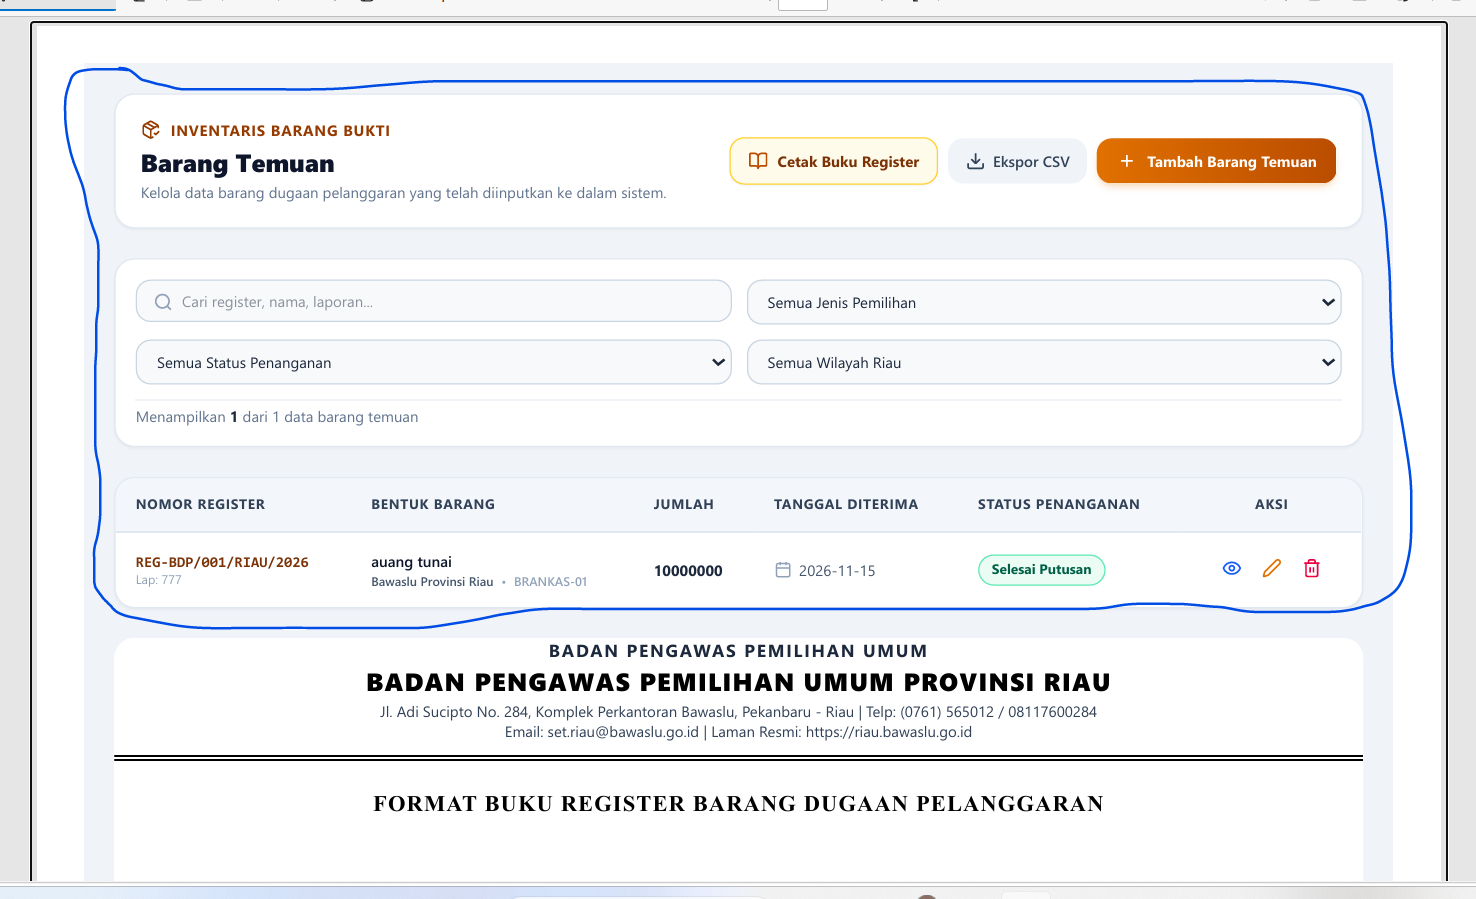 INVENTARIS BARANG BUKTI
Barang Temuan
Kelola data barang dugaan pelanggaran yang telah diinputkan ke dalam sistem.
Cetak Buku Register
Ekspor CSV
+ Tambah Barang Temuan
Cari register, nama, laporan...
Semua Jenis Pemilihan
Semua Status Penanganan
Semua Wilayah Riau
Menampilkan 1 dari 1 data barang temuan
NOMOR REGISTER BENTUK BARANG JUMLAH TANGGAL DITERIMA STATUS PENANGANAN AKSI
REG-BDP/001/RIAU/2026 auang tunai 10000000 2026-11-15 Selesai Putusan
Lap: 777 Bawaslu Provinsi Riau • BRANKAS-01
BADAN PENGAWAS PEMILIHAN UMUM
BADAN PENGAWAS PEMILIHAN UMUM PROVINSI RIAU
Jl. Adi Sucipto No. 284, Komplek Perkantoran Bawaslu, Pekanbaru - Riau | Telp: (0761) 565012 / 08117600284
Email: set.riau@bawaslu.go.id | Laman Resmi: https://riau.bawaslu.go.id
FORMAT BUKU REGISTER BARANG DUGAAN PELANGGARAN